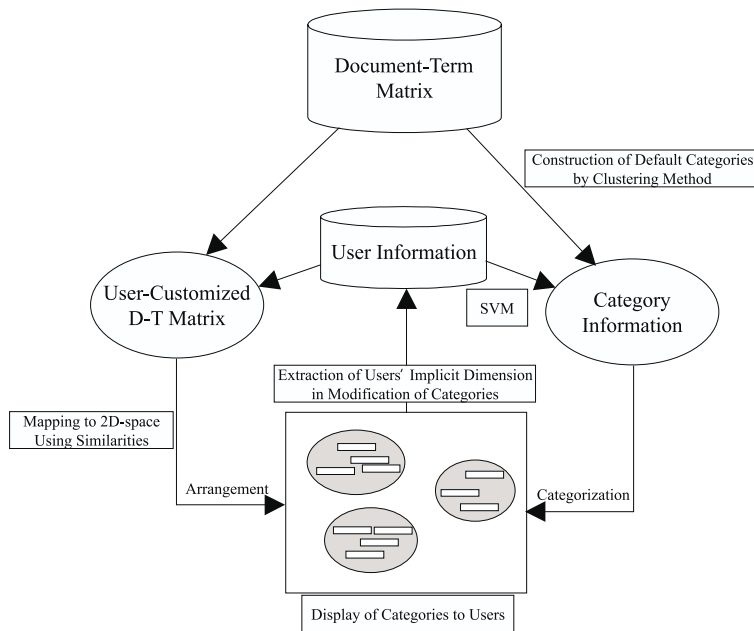 Document-Term
Matrix
Construction of Default Categories
by Clustering Method
User Information
User-Customized
D-T Matrix
SVM
Category
Information
Extraction of Users' Implicit Dimension
in Modification of Categories
Mapping to 2D-space
Using Similarities
Arrangement
Categorization
Display of Categories to Users